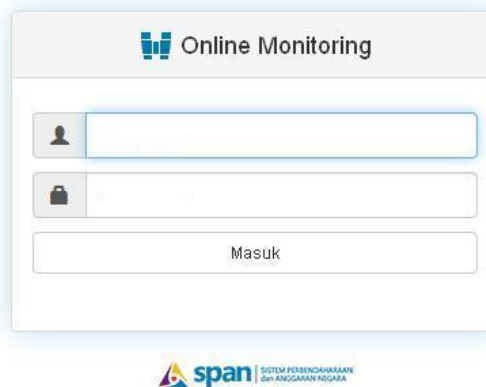 Online Monitoring
Masuk
span
SISTEM PERBENDAHARAAN
dan ANGGARAN NEGARA